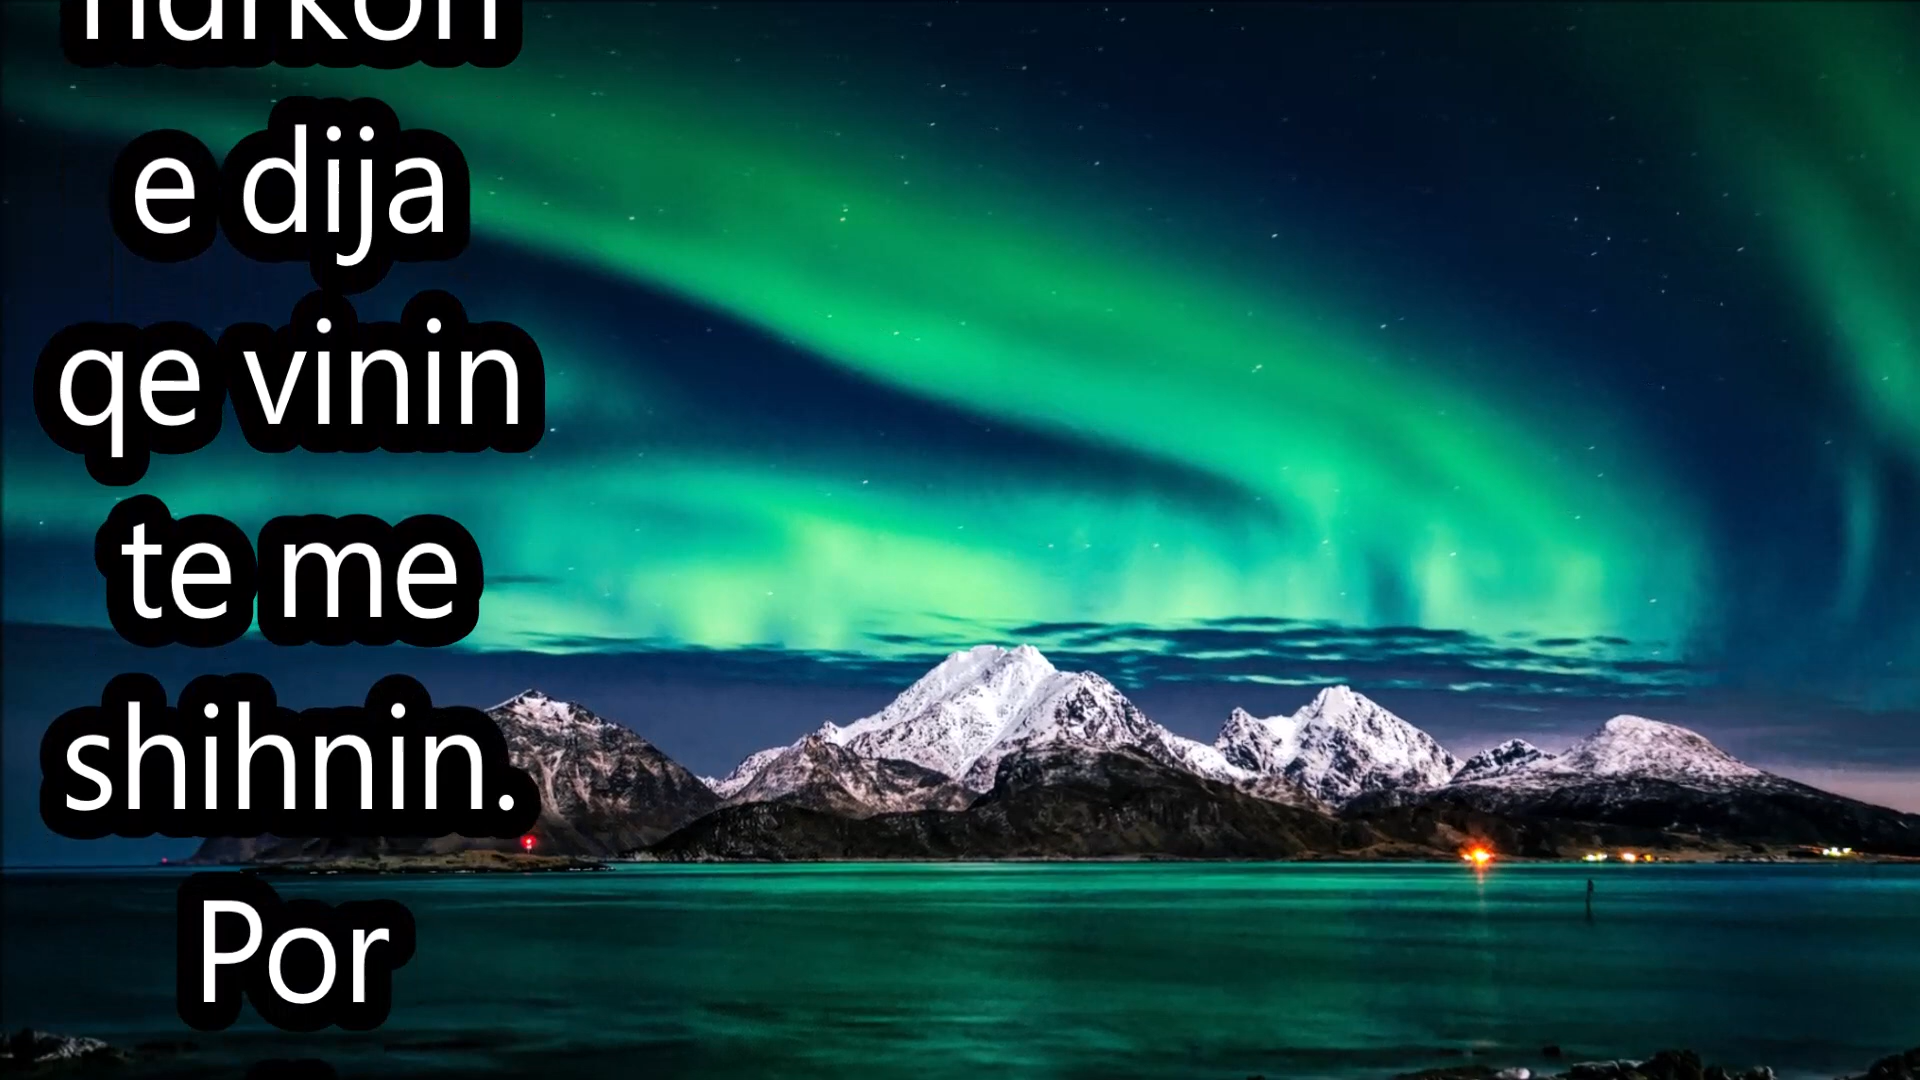 e dija
qe vinin
te me
shihnin.
Por